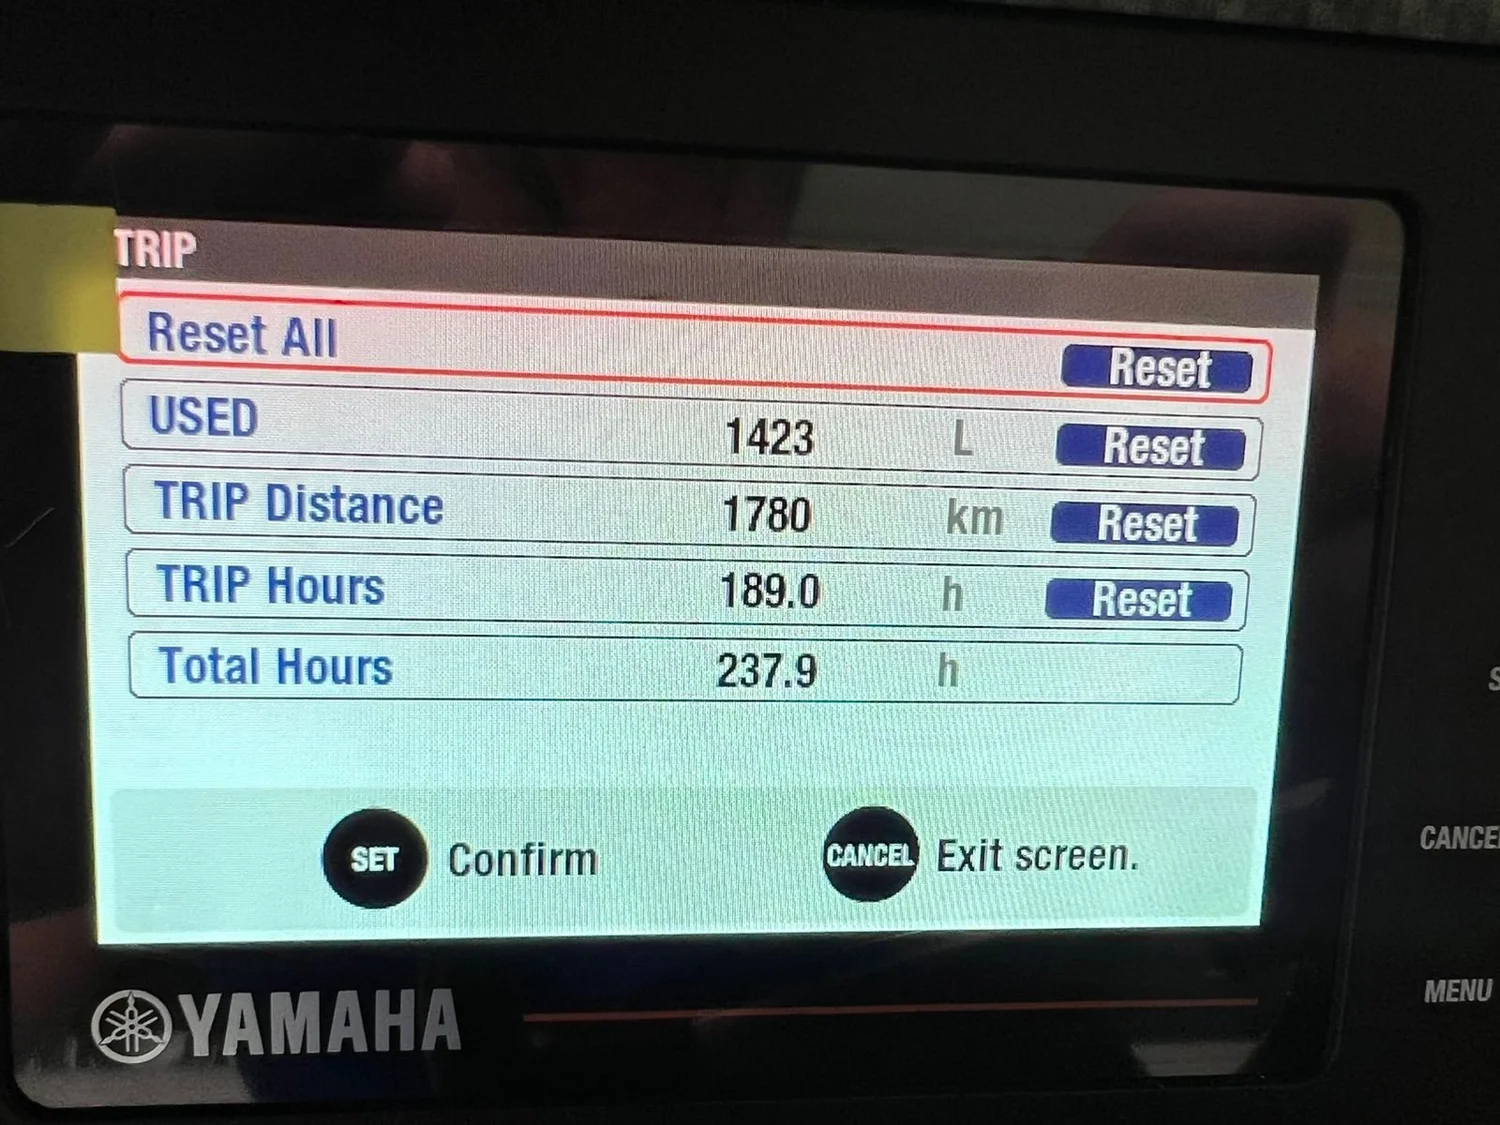 TRIP
Reset All Reset
USED 1423 L Reset
TRIP Distance 1780 km Reset
TRIP Hours 189.0 h Reset
Total Hours 237.9 h
SET Confirm CANCEL Exit screen.
YAMAHA
S
CANCE
MENU